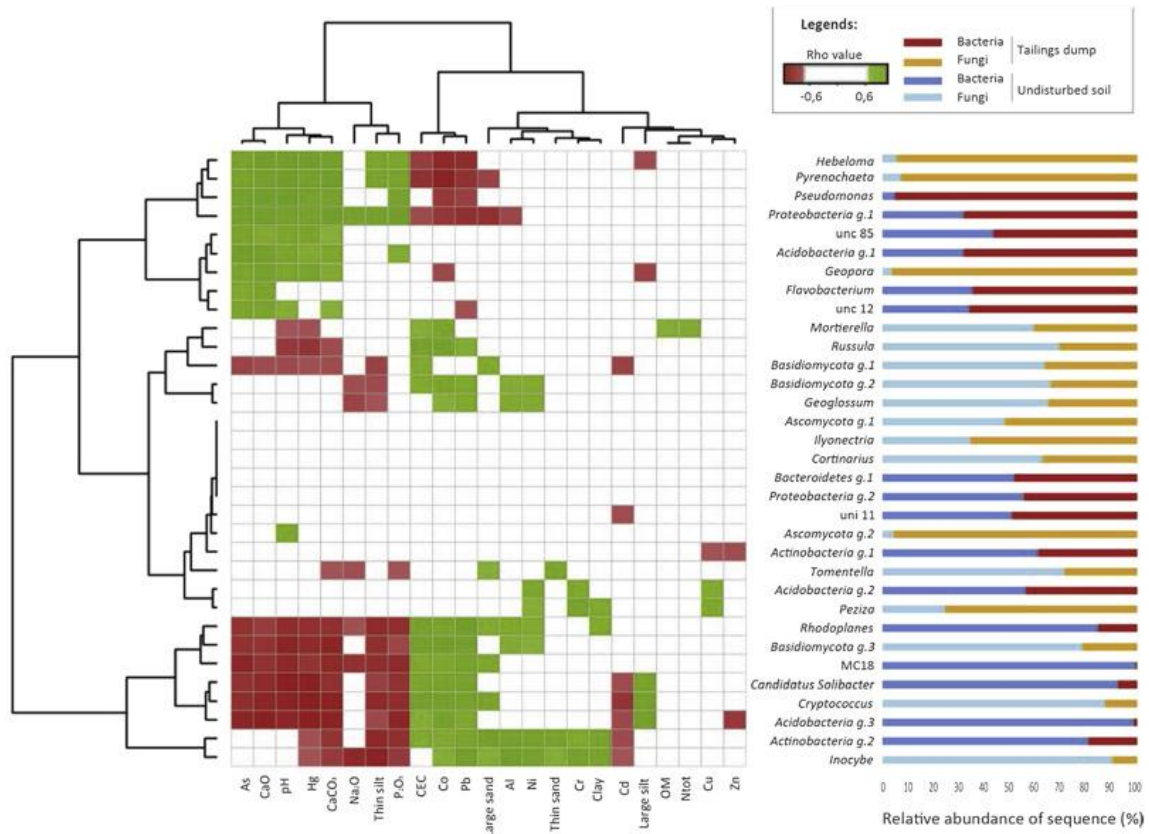 Legends:
Rho value
-0,6 0,6
Bacteria
Fungi
Tailings dump
Bacteria
Fungi
Undisturbed soil
Hebeloma
Pyrenochaeta
Pseudomonas
Proteobacteria g.1
unc 85
Acidobacteria g.1
Geopora
Flavobacterium
unc 12
Mortierella
Russula
Basidiomycota g.1
Basidiomycota g.2
Geoglossum
Ascomycota g.1
Ilyonectria
Cortinarius
Bacteroidetes g.1
Proteobacteria g.2
uni 11
Ascomycota g.2
Actinobacteria g.1
Tomentella
Acidobacteria g.2
Peziza
Rhodoplanes
Basidiomycota g.3
MC18
Candidatus Solibacter
Cryptococcus
Acidobacteria g.3
Actinobacteria g.2
Inocybe
As
CaO
pH
Hg
CaCO₃
Na₂O
Thin silt
P₂O₅
CEC
Co
Pb
Large sand
Al
Ni
Thin sand
Cr
Clay
Cd
Large silt
OM
Ntot
Cu
Zn
0 10 20 30 40 50 60 70 80 90 100
Relative abundance of sequence (%)